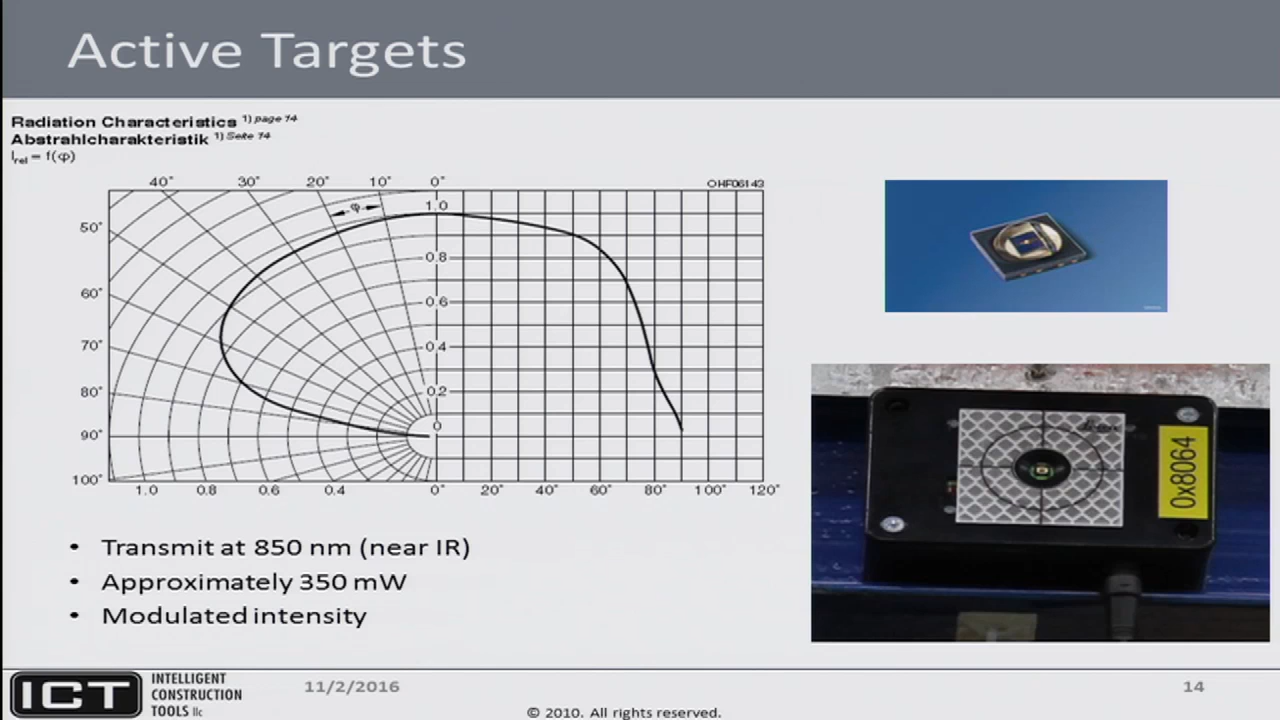 Active Targets
Radiation Characteristics 1) page 14
Abstrahlcharakteristik 1) Seite 14
Irel = f(φ)
40° 30° 20° 10° 0°
OHF06143
φ
1.0
50°
0.8
60°
0.6
70°
0.4
80°
0.2
90°
0
100°
1.0 0.8 0.6 0.4 0° 20° 40° 60° 80° 100° 120°
0x8064
• Transmit at 850 nm (near IR)
• Approximately 350 mW
• Modulated intensity
ICT INTELLIGENT
CONSTRUCTION
TOOLS llc
11/2/2016
14
© 2010. All rights reserved.